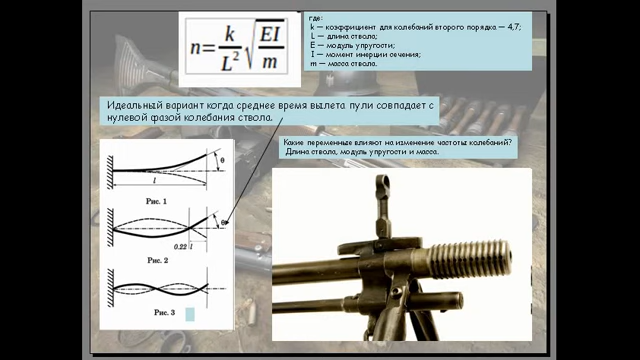 n = k/L² √(EI/m)
где:
k — коэффициент для колебаний второго порядка — 4,7;
L — длина ствола;
E — модуль упругости;
I — момент инерции сечения;
m — масса ствола.
Идеальный вариант когда среднее время вылета пули совпадает с
нулевой фазой колебания ствола.
Какие переменные влияют на изменение частоты колебаний?
Длина ствола, модуль упругости и масса.
θ
l
Рис. 1
θ
0.22 l
Рис. 2
Рис. 3